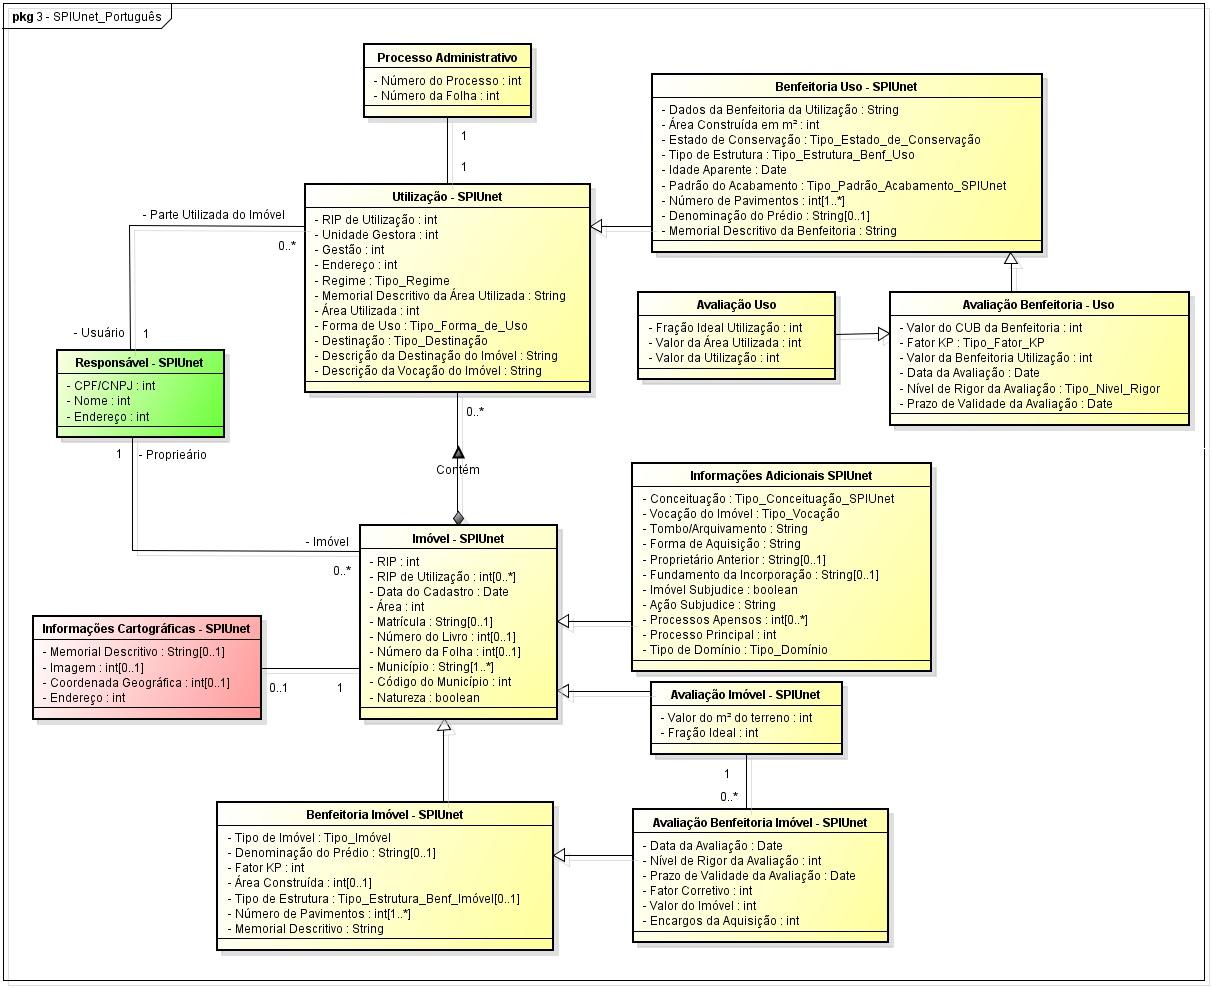 pkg 3 - SPIUnet_Português
Processo Administrativo
- Número do Processo : int
- Número da Folha : int
1
1
Benfeitoria Uso - SPIUnet
- Dados da Benfeitoria da Utilização : String
- Área Construída em m² : int
- Estado de Conservação : Tipo_Estado_de_Conservação
- Tipo de Estrutura : Tipo_Estrutura_Benf_Uso
- Idade Aparente : Date
- Padrão do Acabamento : Tipo_Padrão_Acabamento_SPIUnet
- Número de Pavimentos : int[1..*]
- Denominação do Prédio : String[0..1]
- Memorial Descritivo da Benfeitoria : String
Utilização - SPIUnet
- RIP de Utilização : int
- Unidade Gestora : int
- Gestão : int
- Endereço : int
- Regime : Tipo_Regime
- Memorial Descritivo da Área Utilizada : String
- Área Utilizada : int
- Forma de Uso : Tipo_Forma_de_Uso
- Destinação : Tipo_Destinação
- Descrição da Destinação do Imóvel : String
- Descrição da Vocação do Imóvel : String
- Parte Utilizada do Imóvel
0..*
- Usuário
1
Avaliação Uso
- Fração Ideal Utilização : int
- Valor da Área Utilizada : int
- Valor da Utilização : int
Avaliação Benfeitoria - Uso
- Valor do CUB da Benfeitoria : int
- Fator KP : Tipo_Fator_KP
- Valor da Benfeitoria Utilização : int
- Data da Avaliação : Date
- Nível de Rigor da Avaliação : Tipo_Nivel_Rigor
- Prazo de Validade da Avaliação : Date
Responsável - SPIUnet
- CPF/CNPJ : int
- Nome : int
- Endereço : int
1
- Proprieário
0..*
Contém
- Imóvel
0..*
Imóvel - SPIUnet
- RIP : int
- RIP de Utilização : int[0..*]
- Data do Cadastro : Date
- Área : int
- Matrícula : String[0..1]
- Número do Livro : int[0..1]
- Número da Folha : int[0..1]
- Município : String[1..*]
- Código do Município : int
- Natureza : boolean
Informações Adicionais SPIUnet
- Conceituação : Tipo_Conceituação_SPIUnet
- Vocação do Imóvel : Tipo_Vocação
- Tombo/Arquivamento : String
- Forma de Aquisição : String
- Proprietário Anterior : String[0..1]
- Fundamento da Incorporação : String[0..1]
- Imóvel Subjudice : boolean
- Ação Subjudice : String
- Processos Apensos : int[0..*]
- Processo Principal : int
- Tipo de Domínio : Tipo_Domínio
Informações Cartográficas - SPIUnet
- Memorial Descritivo : String[0..1]
- Imagem : int[0..1]
- Coordenada Geográfica : int[0..1]
- Endereço : int
0..1
1
Avaliação Imóvel - SPIUnet
- Valor do m² do terreno : int
- Fração Ideal : int
1
0..*
Benfeitoria Imóvel - SPIUnet
- Tipo de Imóvel : Tipo_Imóvel
- Denominação do Prédio : String[0..1]
- Fator KP : int
- Área Construída : int[0..1]
- Tipo de Estrutura : Tipo_Estrutura_Benf_Imóvel[0..1]
- Número de Pavimentos : int[1..*]
- Memorial Descritivo : String
Avaliação Benfeitoria Imóvel - SPIUnet
- Data da Avaliação : Date
- Nível de Rigor da Avaliação : int
- Prazo de Validade da Avaliação : Date
- Fator Corretivo : int
- Valor do Imóvel : int
- Encargos da Aquisição : int